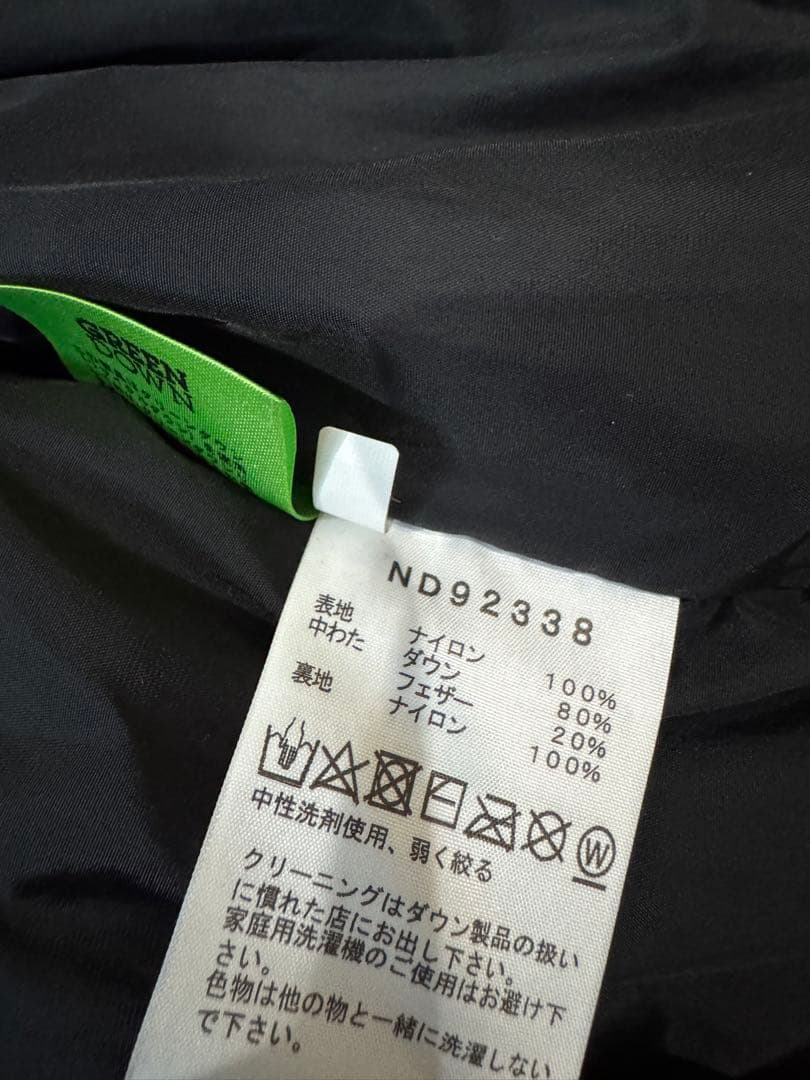 GREEN
DOWN
ND92338
表地 ナイロン 100%
中わた ダウン 80%
フェザー 20%
裏地 ナイロン 100%
W
中性洗剤使用、弱く絞る
クリーニングはダウン製品の扱い
に慣れた店にお出し下さい。
家庭用洗濯機のご使用はお避け下
さい。
色物は他の物と一緒に洗濯しない
で下さい。